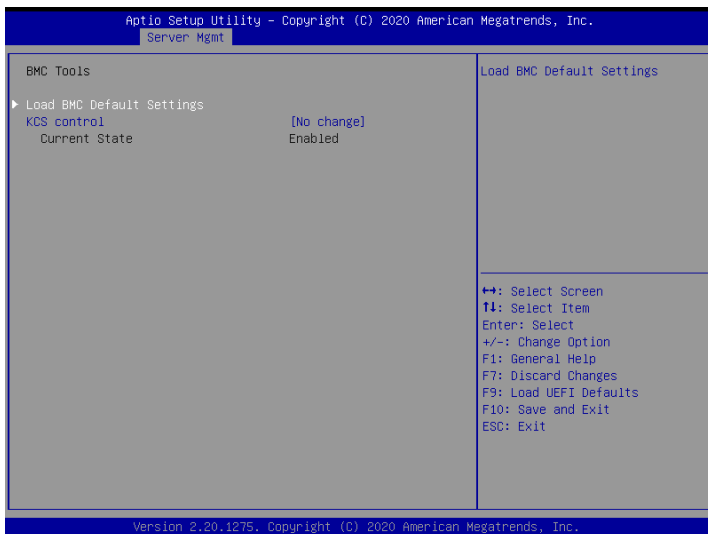 Aptio Setup Utility – Copyright (C) 2020 American Megatrends, Inc.
Server Mgmt
BMC Tools
Load BMC Default Settings
KCS control [No change]
Current State Enabled
Load BMC Default Settings
↔: Select Screen
↑↓: Select Item
Enter: Select
+/-: Change Option
F1: General Help
F7: Discard Changes
F9: Load UEFI Defaults
F10: Save and Exit
ESC: Exit
Version 2.20.1275. Copyright (C) 2020 American Megatrends, Inc.